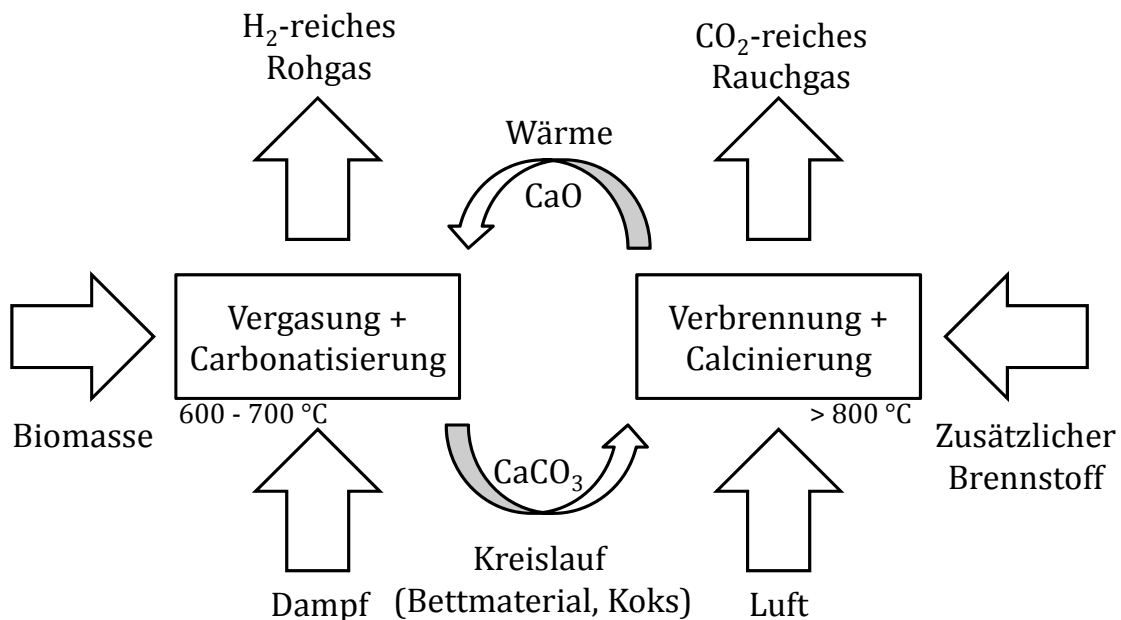 H₂-reiches
Rohgas
CO₂-reiches
Rauchgas
Wärme
CaO
Vergasung +
Carbonatisierung
Verbrennung +
Calcinierung
600 - 700 °C
> 800 °C
Biomasse
Zusätzlicher
Brennstoff
CaCO₃
Kreislauf
(Bettmaterial, Koks)
Dampf
Luft